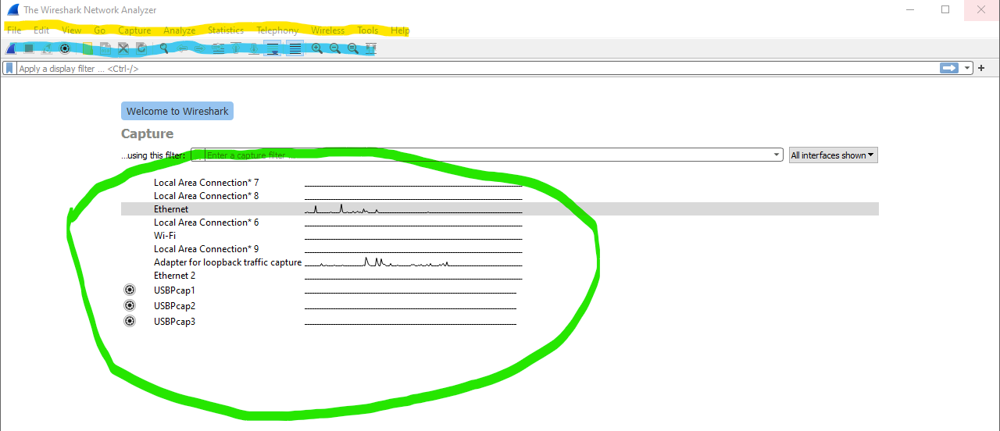 The Wireshark Network Analyzer
File Edit View Go Capture Analyze Statistics Telephony Wireless Tools Help
Apply a display filter ... <Ctrl-/>
Welcome to Wireshark
Capture
...using this filter: Enter a capture filter ... All interfaces shown
Local Area Connection* 7
Local Area Connection* 8
Ethernet
Local Area Connection* 6
Wi-Fi
Local Area Connection* 9
Adapter for loopback traffic capture
Ethernet 2
USBPcap1
USBPcap2
USBPcap3